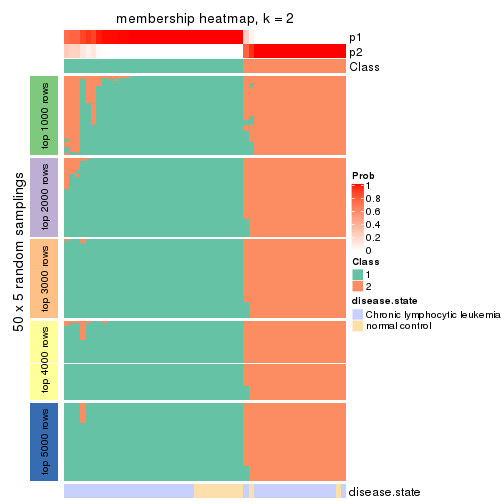 membership heatmap, k = 2
p1
p2
Class
50 x 5 random samplings
top 1000 rows
top 2000 rows
top 3000 rows
top 4000 rows
top 5000 rows
Prob
1
0.8
0.6
0.4
0.2
0
Class
1
2
disease.state
Chronic lymphocytic leukemia
normal control
disease.state